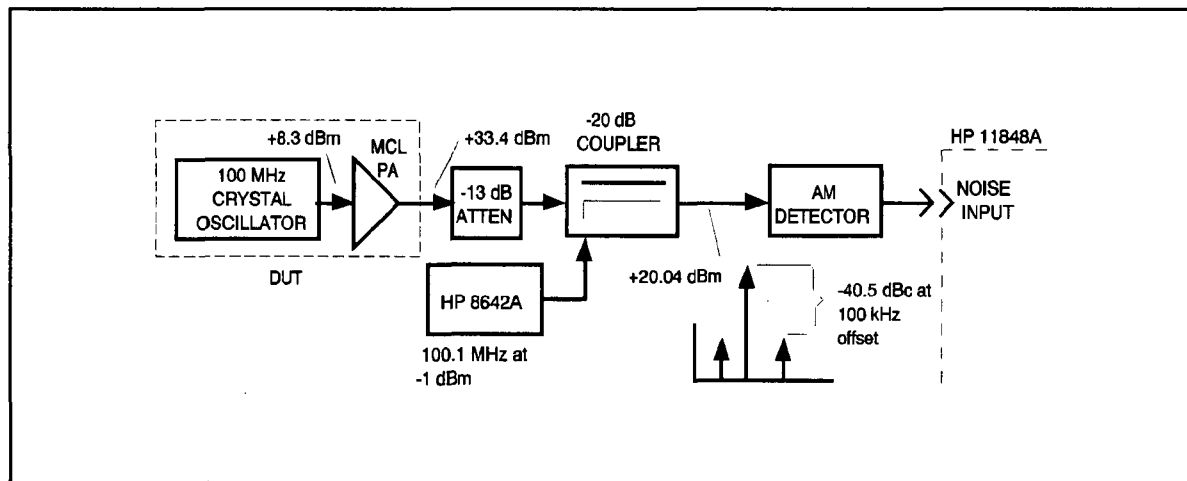 +8.3 dBm
MCL
PA
+33.4 dBm
-20 dB
COUPLER
HP 11848A
100 MHz
CRYSTAL
OSCILLATOR
-13 dB
ATTEN
AM
DETECTOR
NOISE
INPUT
DUT
HP 8642A
100.1 MHz at
-1 dBm
+20.04 dBm
-40.5 dBc at
100 kHz
offset